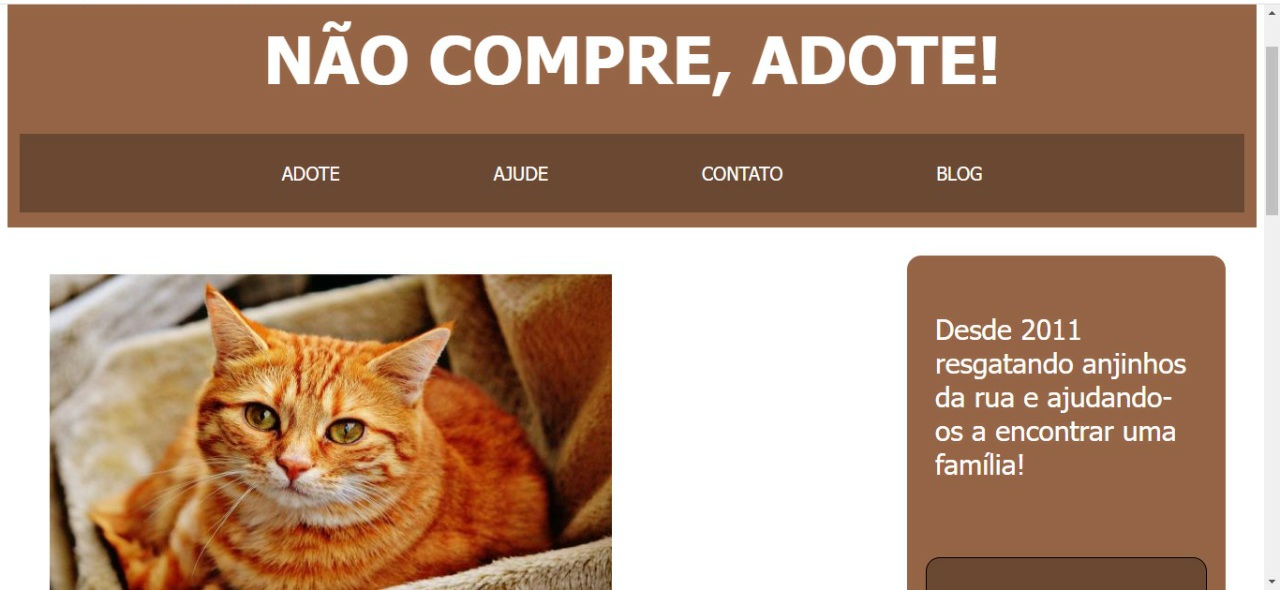 NÃO COMPRE, ADOTE!
ADOTE AJUDE CONTATO BLOG
Desde 2011
resgatando anjinhos
da rua e ajudando-
os a encontrar uma
família!